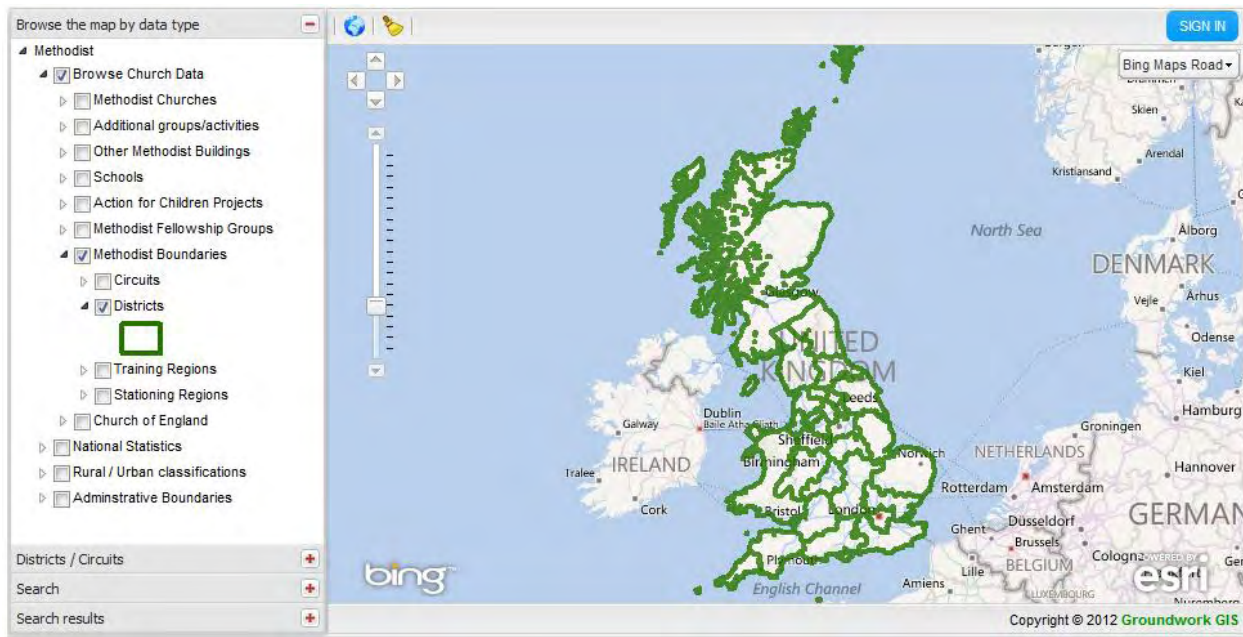 Browse the map by data type
Methodist
Browse Church Data
Methodist Churches
Additional groups/activities
Other Methodist Buildings
Schools
Action for Children Projects
Methodist Fellowship Groups
Methodist Boundaries
Circuits
Districts
Training Regions
Stationing Regions
Church of England
National Statistics
Rural / Urban classifications
Adminstrative Boundaries
Districts / Circuits
Search
Search results
SIGN IN
Bing Maps Road
Skien
Arendal
Kristiansand
North Sea
Ålborg
DENMARK
Vejle
Århus
Odense
Glasgow
UNITED
KINGDOM
Kiel
Leeds
Hamburg
Dublin
Baile Atha Cliath
Galway
Groningen
Sheffield
Norwich
NETHERLANDS
Tralee
IRELAND
Birmingham
Hannover
Rotterdam
Amsterdam
Cork
Bristol
London
GERMAN
Ghent
Düsseldorf
Brussels
Plymouth
Cologne
POWERED BY
esri
Lille
BELGIUM
English Channel
Amiens
LUXEMBOURG
bing
Copyright © 2012 Groundwork GIS